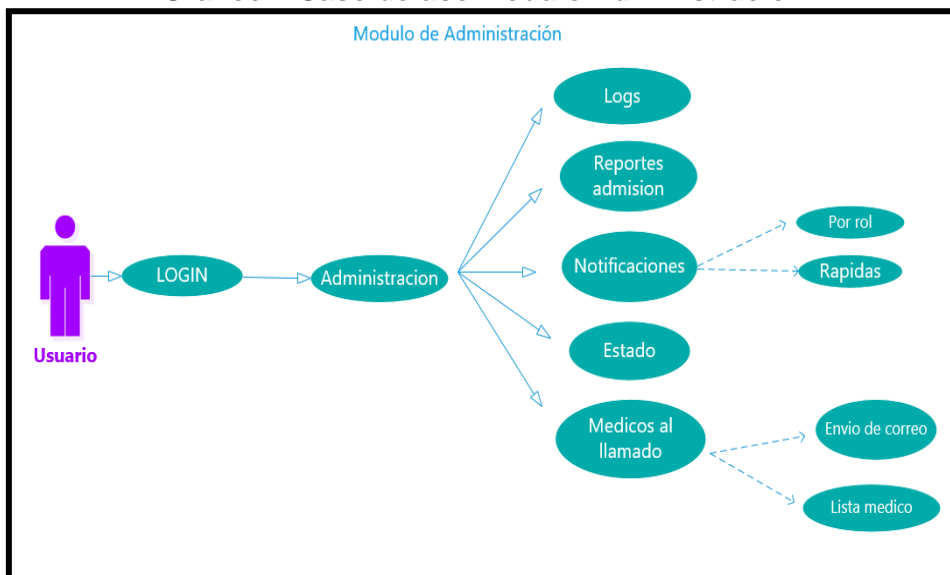 Modulo de Administración
Logs
Reportes
admision
Por rol
Notificaciones
Rapidas
LOGIN
Administracion
Usuario
Estado
Medicos al
llamado
Envio de correo
Lista medico